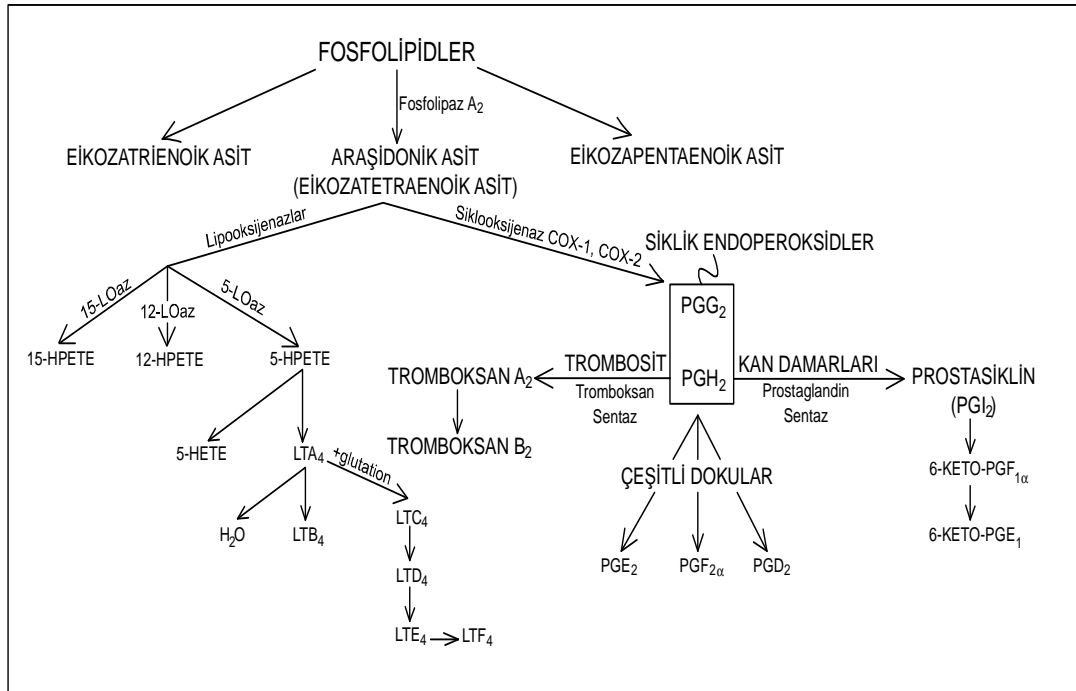 FOSFOLİPİDLER
Fosfolipaz A2
EİKOZATRİENOİK ASİT
ARAŞİDONİK ASİT
(EİKOZATETRAENOİK ASİT)
EİKOZAPENTAENOİK ASİT
Lipooksijenazlar
Siklooksijenaz COX-1, COX-2
SİKLİK ENDOPEROKSİDLER
15-LOaz
12-LOaz
5-LOaz
PGG2
15-HPETE
12-HPETE
5-HPETE
TROMBOKSAN A2
TROMBOSİT
Tromboksan
Sentaz
PGH2
KAN DAMARLARI
Prostaglandin
Sentaz
PROSTASİKLİN
(PGI2)
TROMBOKSAN B2
5-HETE
LTA4
+glutation
ÇEŞİTLİ DOKULAR
6-KETO-PGF1α
H2O
LTB4
LTC4
6-KETO-PGE1
PGE2
PGF2α
PGD2
LTD4
LTE4
LTF4